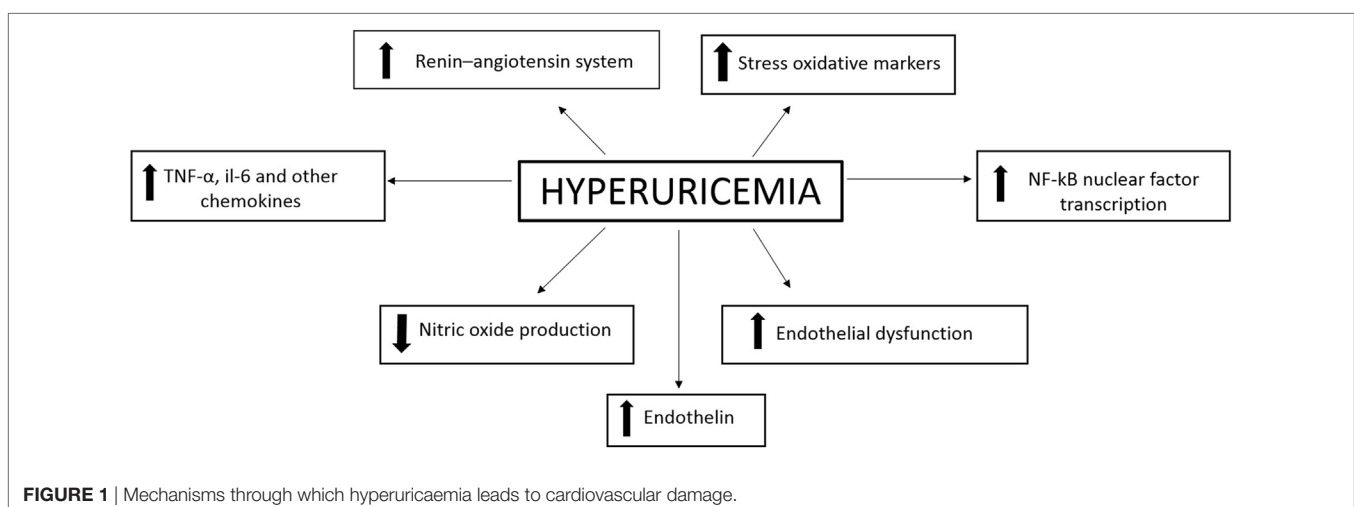 Renin–angiotensin system
Stress oxidative markers
TNF-α, il-6 and other
chemokines
HYPERURICEMIA
NF-kB nuclear factor
transcription
Nitric oxide production
Endothelial dysfunction
Endothelin
FIGURE 1 | Mechanisms through which hyperuricaemia leads to cardiovascular damage.